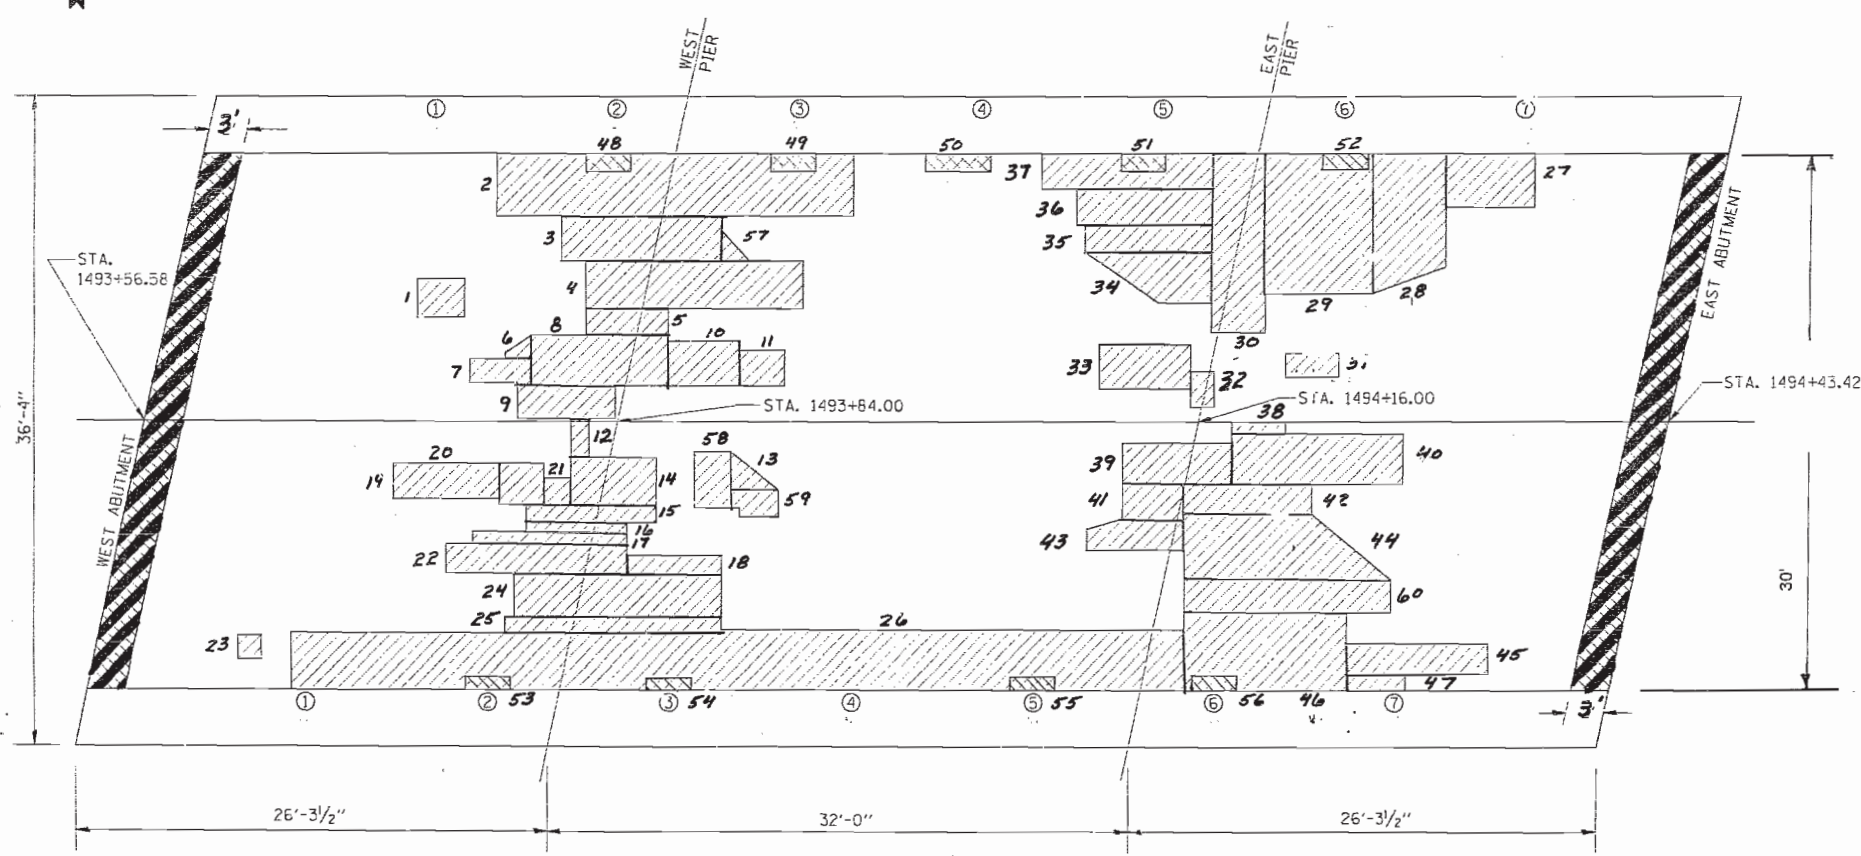 WEST
PIER
EAST
PIER
① ② ③ ④ ⑤ ⑥ ⑦
3'
48 49 50 51 52
2 37 27
36
3 57 35
STA.
1493+56.58
1 4 34 29 28
EAST ABUTMENT
5
6 8 10 11 30
7 33 32 31
9
STA. 1493+84.00
STA. 1494+16.00
STA. 1494+43.42
36'-4"
38
12 58
20 21 13 39 40
19 14 59 41 42
15
16
17 43 44
22 18
WEST ABUTMENT
24 60
25 26
23 45
47
30'
① ② 53 ③ 54 ④ ⑤ 55 ⑥ 56 46 ⑦
3'
26'-3½"
32'-0"
26'-3½"